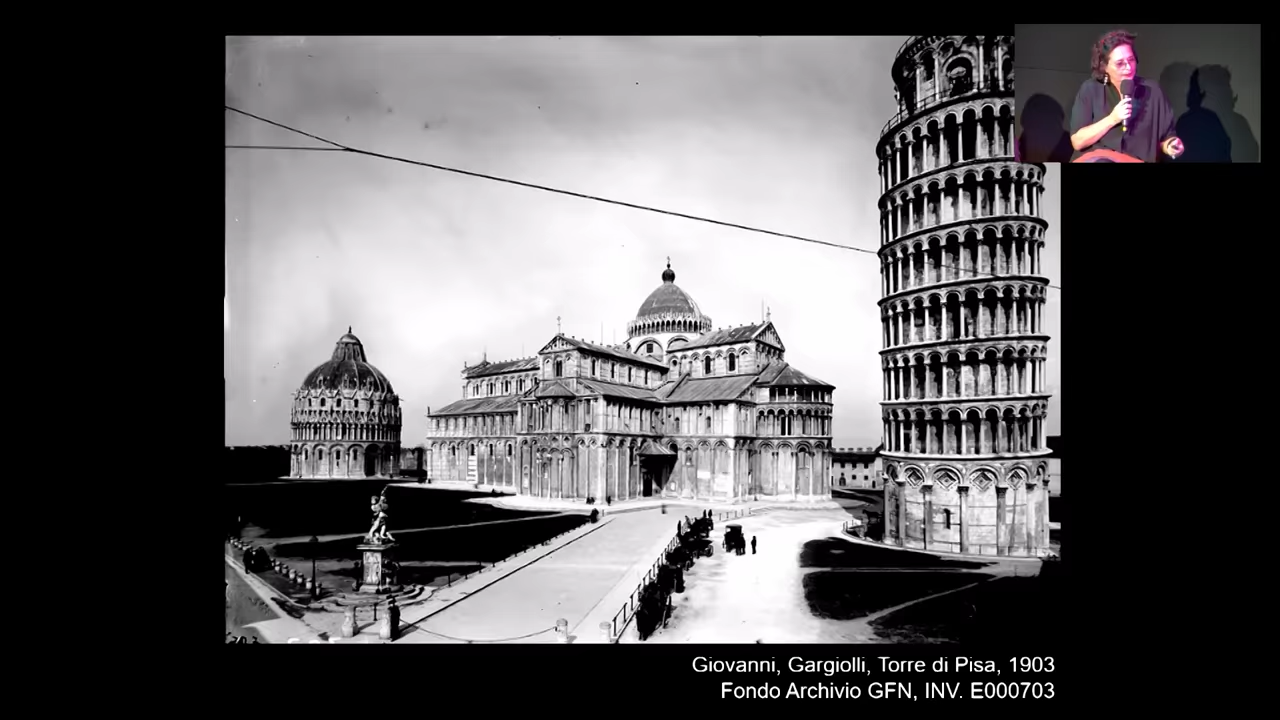 Giovanni, Gargiolli, Torre di Pisa, 1903
Fondo Archivio GFN, INV. E000703